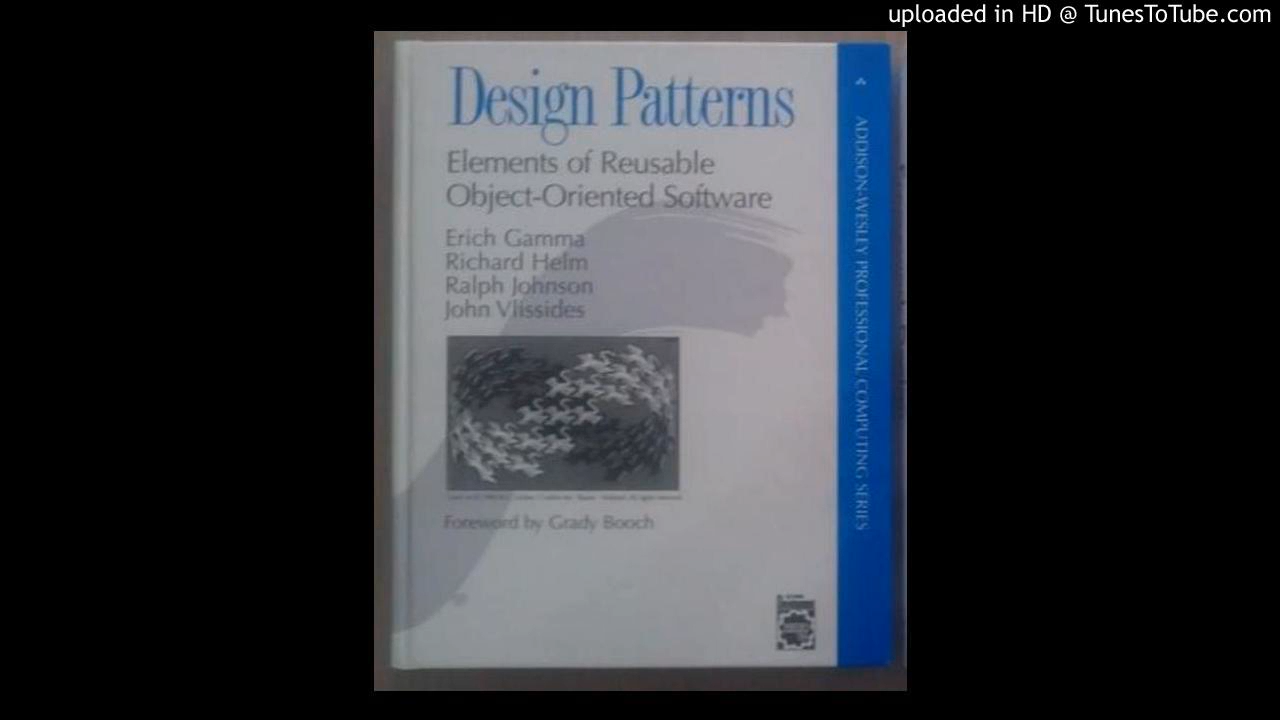 uploaded in HD @ TunesToTube.com
Design Patterns
Elements of Reusable
Object-Oriented Software
Erich Gamma
Richard Helm
Ralph Johnson
John Vlissides
Foreword by Grady Booch
ADDISON-WESLEY PROFESSIONAL COMPUTING SERIES